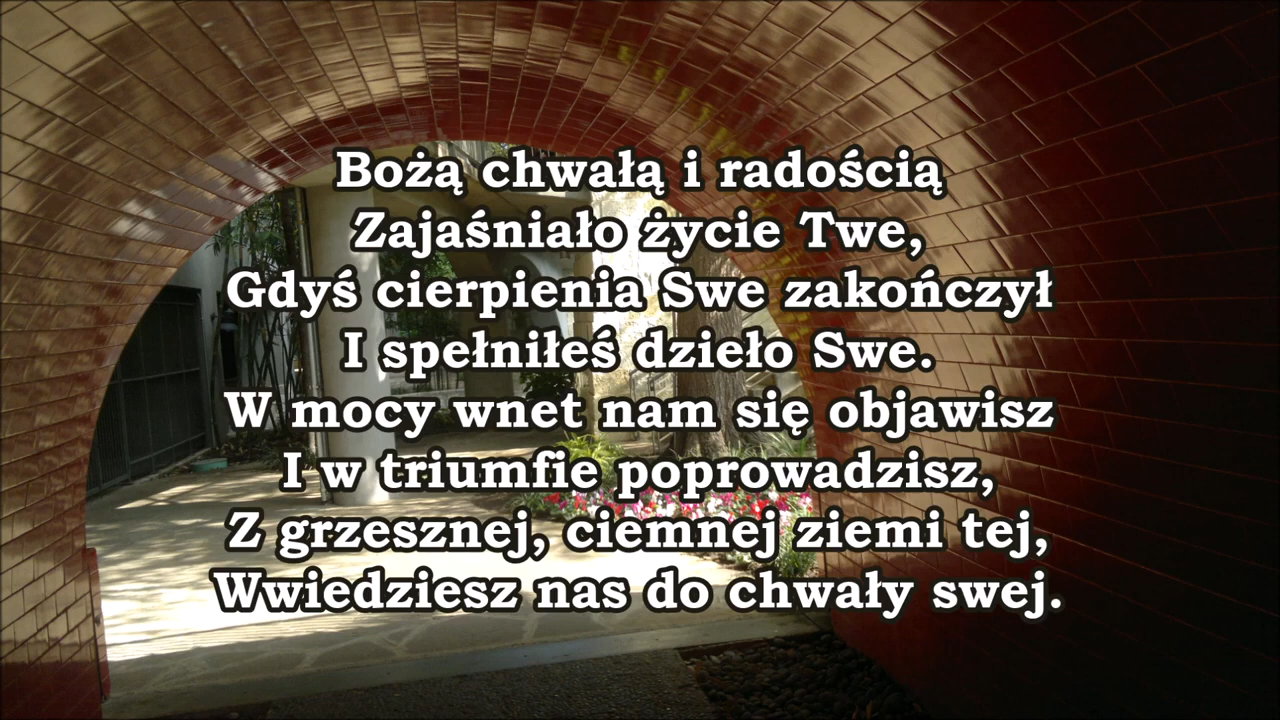 Bożą chwałą i radością
Zajaśniało życie Twe,
Gdyś cierpienia Swe zakończył
I spełniłeś dzieło Swe.
W mocy wnet nam się objawisz
I w triumfie poprowadzisz,
Z grzesznej, ciemnej ziemi tej,
Wwiedziesz nas do chwały swej.